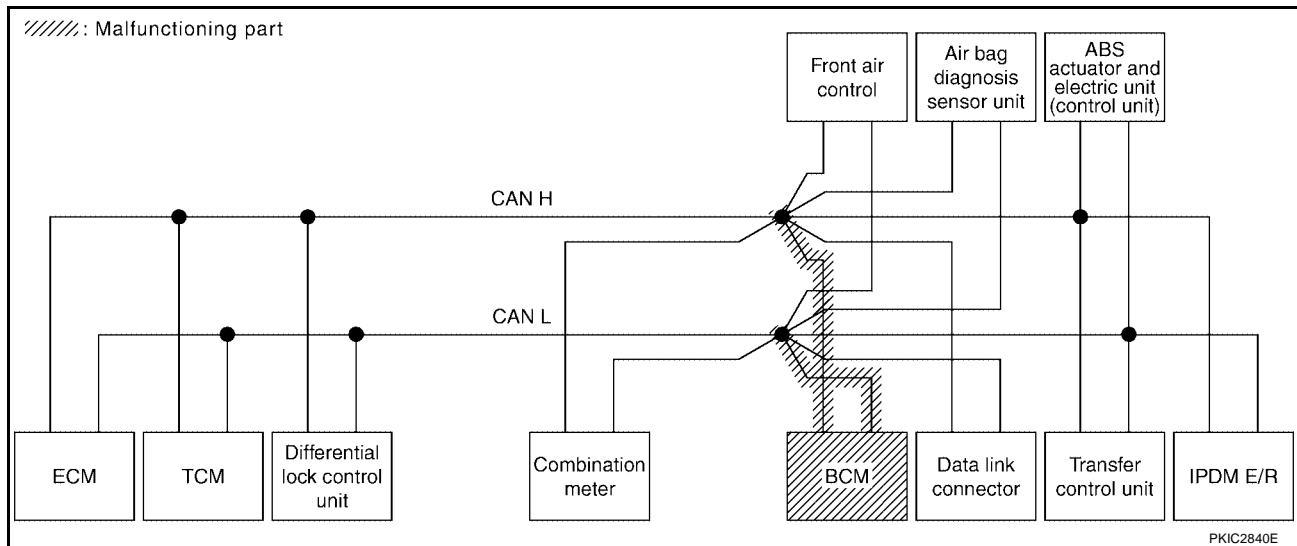 : Malfunctioning part
Front air
control
Air bag
diagnosis
sensor unit
ABS
actuator and
electric unit
(control unit)
CAN H
CAN L
ECM
TCM
Differential
lock control
unit
Combination
meter
BCM
Data link
connector
Transfer
control unit
IPDM E/R
PKIC2840E